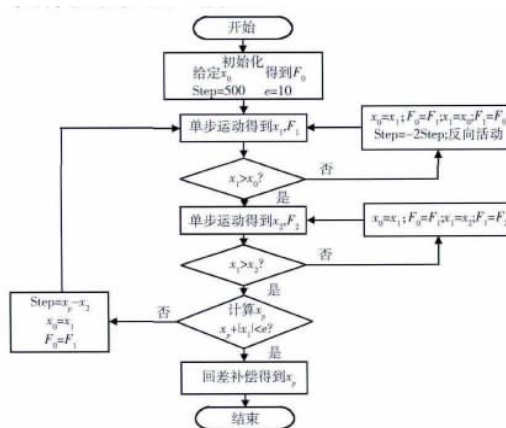 开始
初始化
给定x₀ 得到F₀
Step=500 e=10
单步运动得到x₁,F₁
x₀=x₁;F₀=F₁;x₁=x₀;F₁=F₀
Step=-2Step;反向活动
x₁>x₀?
否
是
单步运动得到x₂,F₂
x₀=x₁;F₀=F₁;x₁=x₂;F₁=F₂
x₁>x₂?
否
是
Step=xₚ-x₂
x₀=x₁
F₀=F₁
否
计算xₚ
xₚ+|x₁|<e?
是
回差补偿得到xₚ
结束